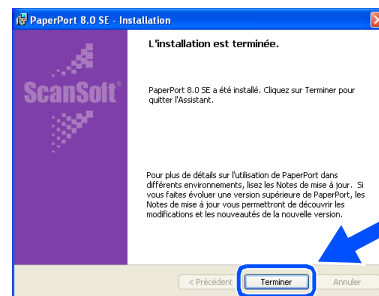 PaperPort 8.0 SE - Installation
L'installation est terminée.
ScanSoft®
PaperPort 8.0 SE a été installé. Cliquez sur Terminer pour
quitter l'Assistant.
Pour plus de détails sur l'utilisation de PaperPort dans
différents environnements, lisez les Notes de mise à jour. Si
vous faites évoluer une version supérieure de PaperPort, les
Notes de mise à jour vous permettront de découvrir les
modifications et les nouveautés de la nouvelle version.
< Précédent
Terminer
Annuler